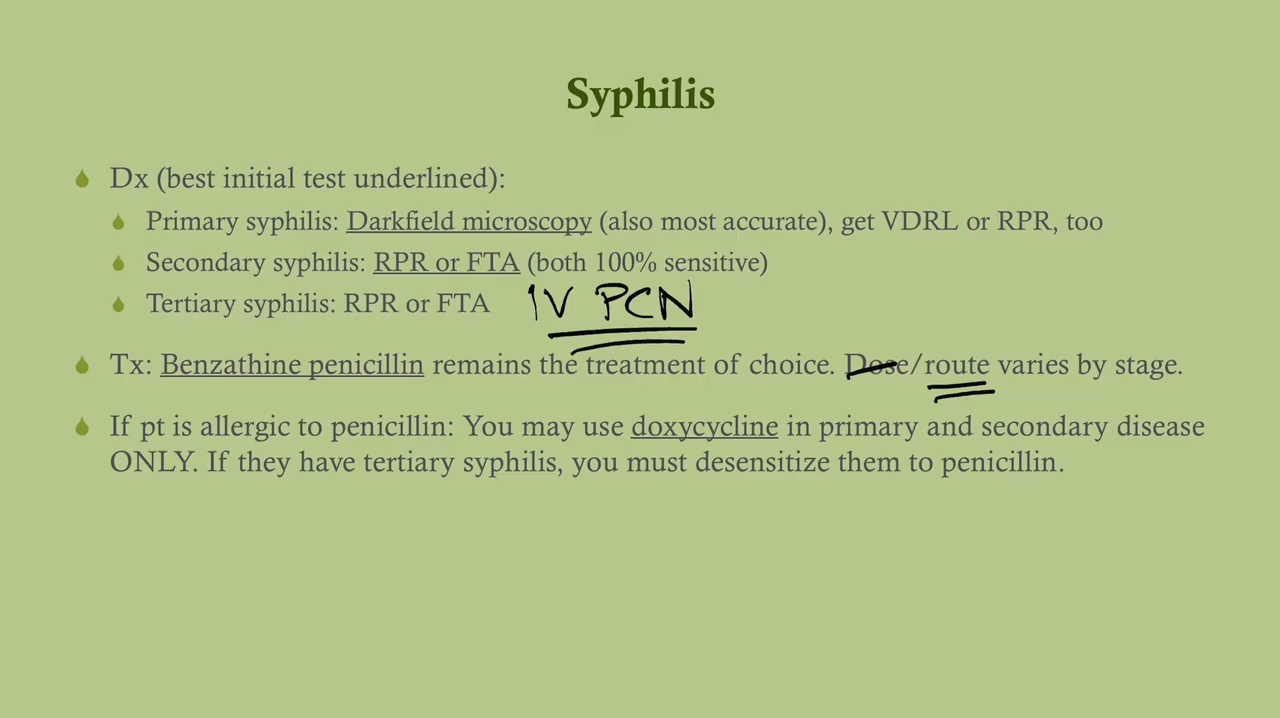 Syphilis
Dx (best initial test underlined):
Primary syphilis: Darkfield microscopy (also most accurate), get VDRL or RPR, too
Secondary syphilis: RPR or FTA (both 100% sensitive)
Tertiary syphilis: RPR or FTA IV PCN
Tx: Benzathine penicillin remains the treatment of choice. Dose/route varies by stage.
If pt is allergic to penicillin: You may use doxycycline in primary and secondary disease
ONLY. If they have tertiary syphilis, you must desensitize them to penicillin.